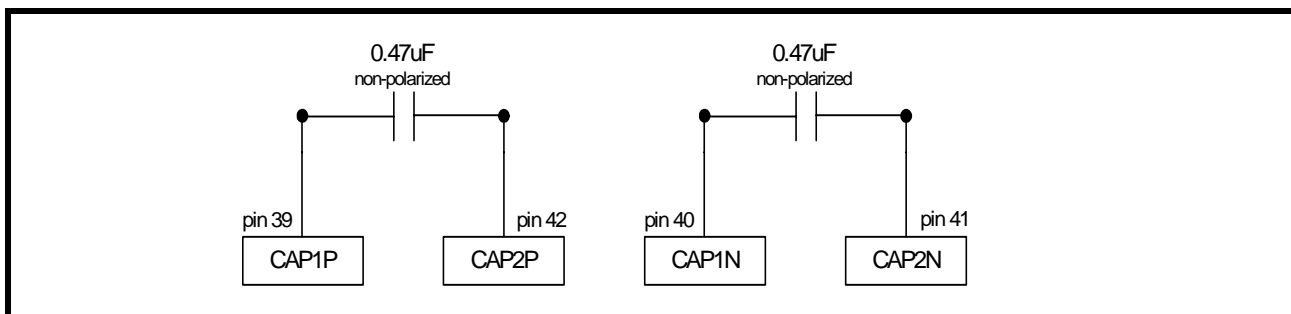 0.47uF
non-polarized
0.47uF
non-polarized
pin 39
pin 42
pin 40
pin 41
CAP1P
CAP2P
CAP1N
CAP2N